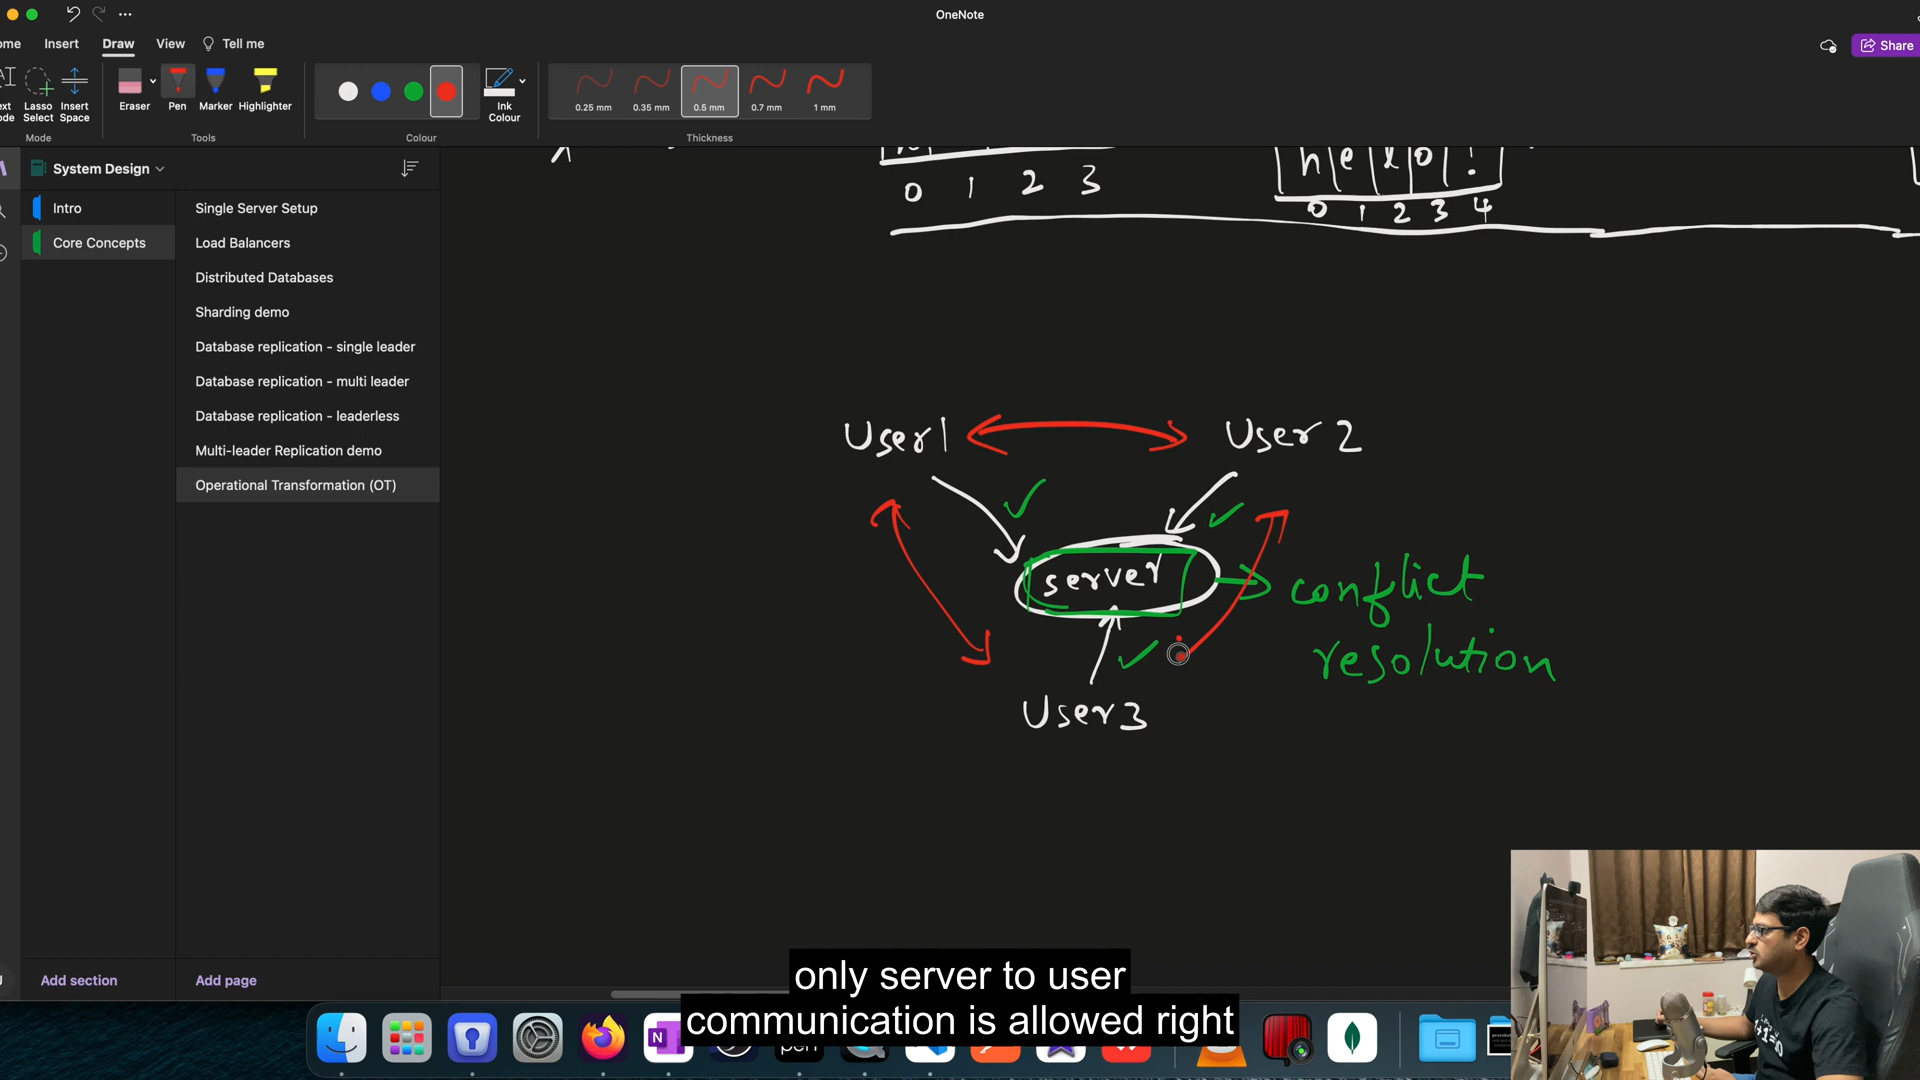 OneNote
Insert
Draw
View
Tell me
Share
Lasso
Select
Insert
Space
Eraser
Pen
Marker
Highlighter
Ink
Colour
0.25 mm
0.35 mm
0.5 mm
0.7 mm
1 mm
Mode
Tools
Colour
Thickness
System Design
Intro
Core Concepts
Single Server Setup
Load Balancers
Distributed Databases
Sharding demo
Database replication - single leader
Database replication - multi leader
Database replication - leaderless
Multi-leader Replication demo
Operational Transformation (OT)
Add section
Add page
0 1 2 3
h e l o !
0 1 2 3 4
User1
User 2
server
conflict
resolution
User3
only server to user
communication is allowed right